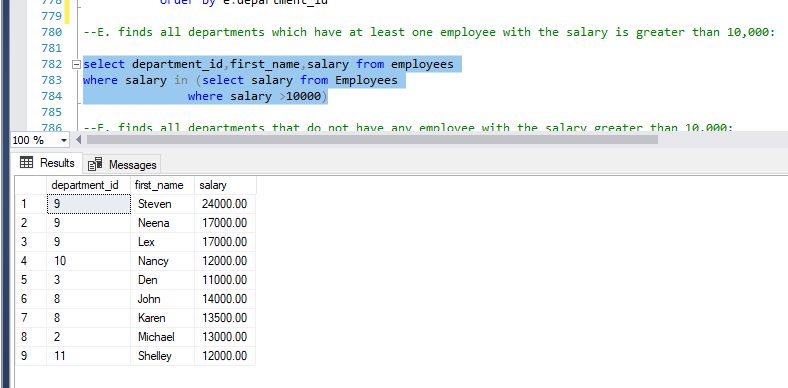 778 order by e.department_id
779
780 --E. finds all departments which have at least one employee with the salary is greater than 10,000:
781
782 select department_id,first_name,salary from employees
783 where salary in (select salary from Employees
784 where salary >10000)
785
786 --F. finds all departments that do not have any employee with the salary greater than 10,000:
100 %
Results Messages
department_id first_name salary
1 9 Steven 24000.00
2 9 Neena 17000.00
3 9 Lex 17000.00
4 10 Nancy 12000.00
5 3 Den 11000.00
6 8 John 14000.00
7 8 Karen 13500.00
8 2 Michael 13000.00
9 11 Shelley 12000.00